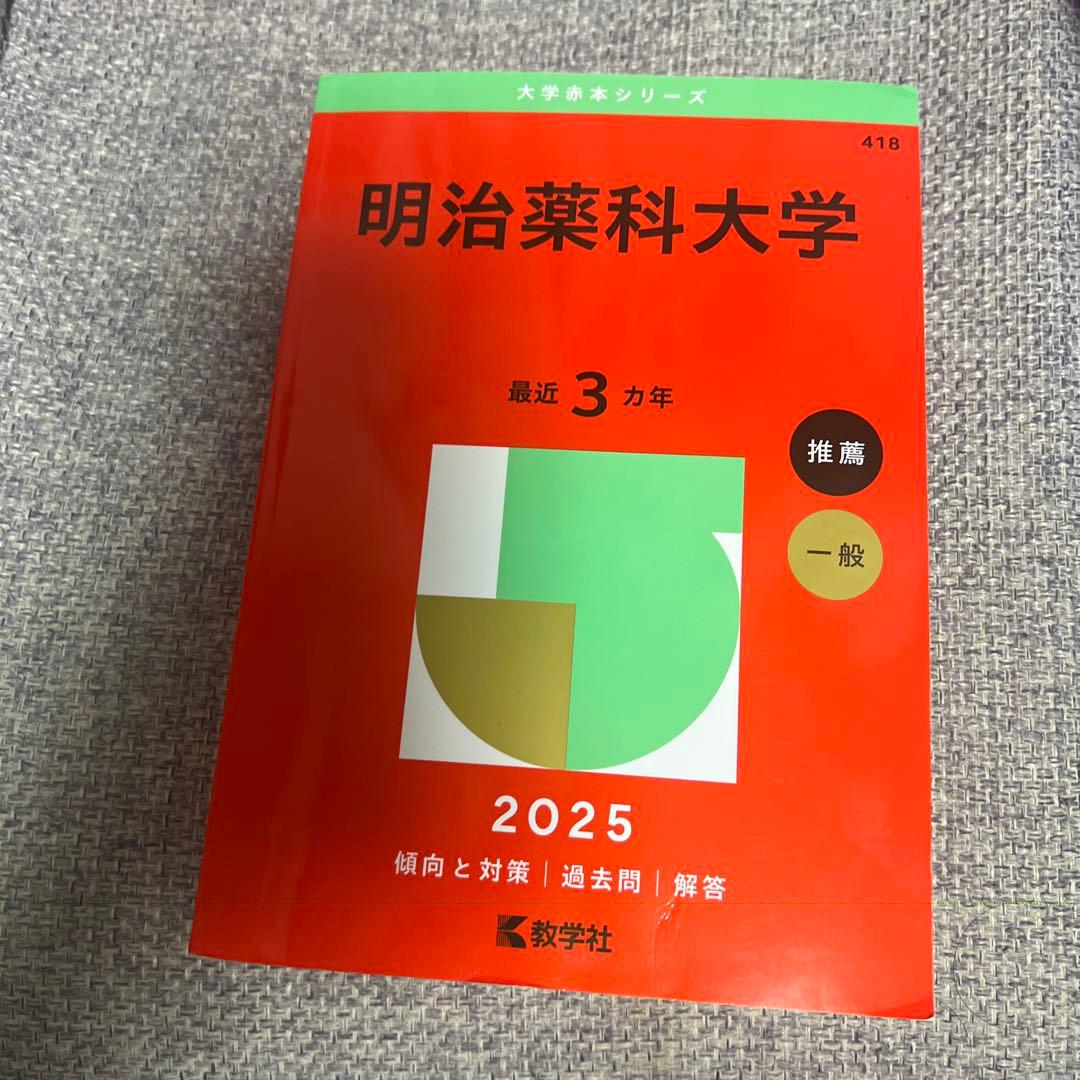 大学赤本シリーズ
418
明治薬科大学
最近 3 カ年
推薦
一般
2025
傾向と対策｜過去問｜解答
教学社